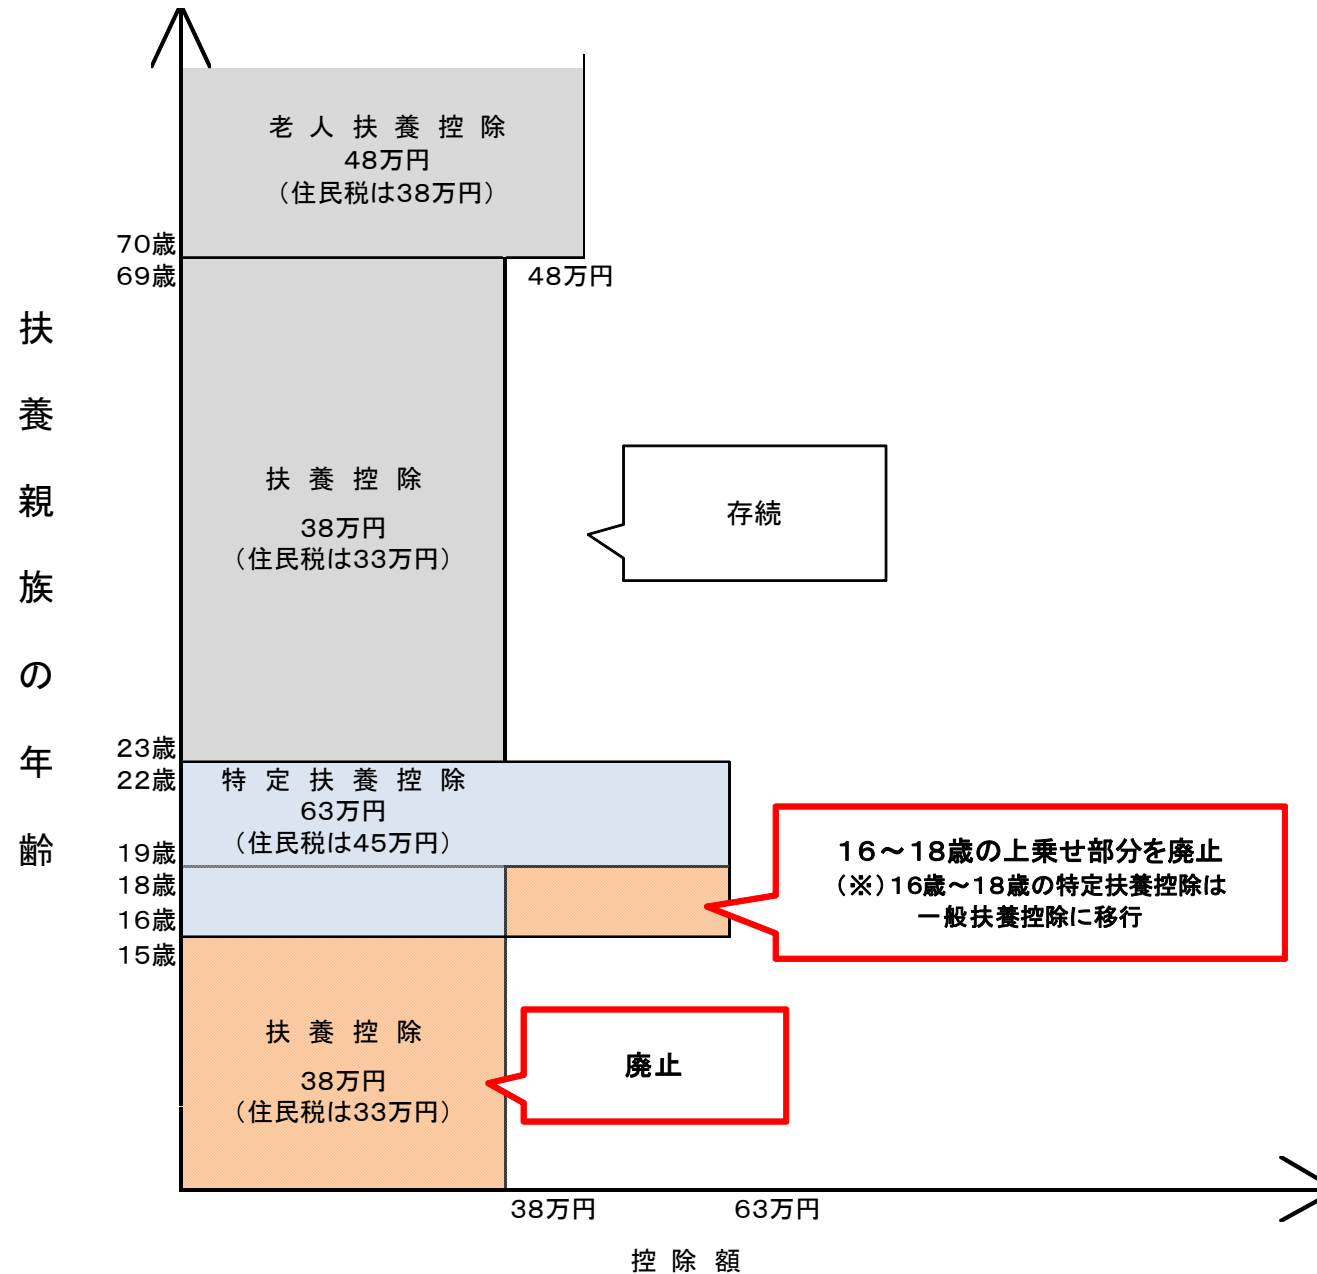 老人扶養控除
48万円
（住民税は38万円）
70歳
69歳
48万円
扶養親族の年齢
扶養控除
38万円
（住民税は33万円）
存続
23歳
22歳
特定扶養控除
63万円
（住民税は45万円）
19歳
18歳
16歳
15歳
16～18歳の上乗せ部分を廃止
（※）16歳～18歳の特定扶養控除は
一般扶養控除に移行
扶養控除
38万円
（住民税は33万円）
廃止
38万円
63万円
控除額